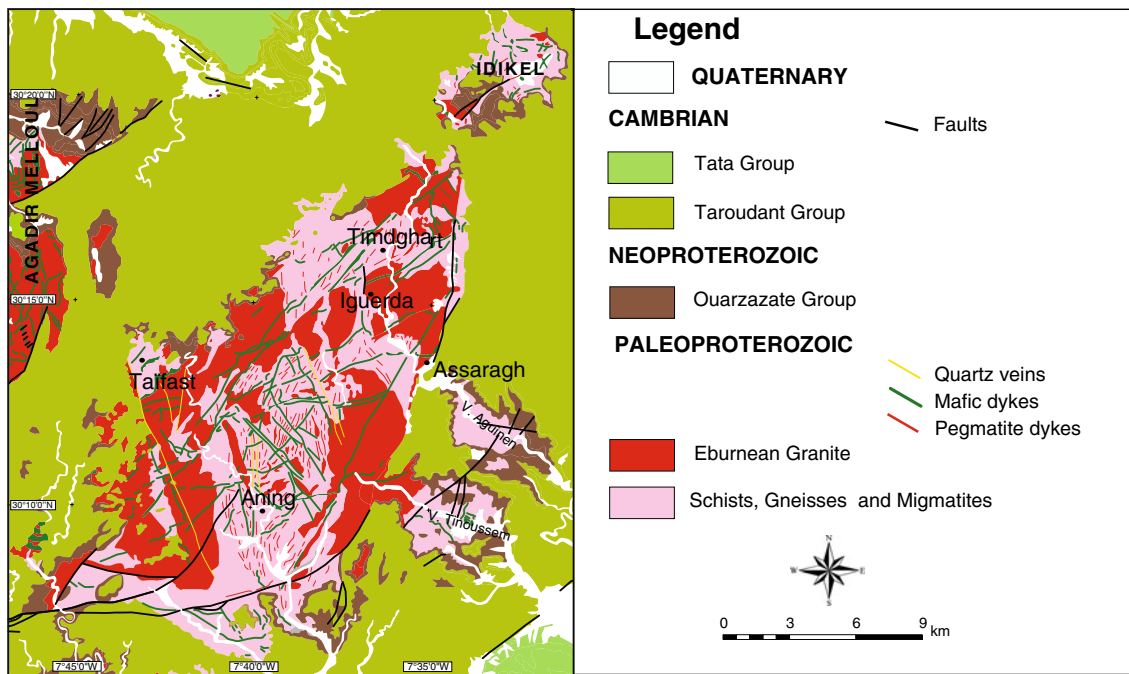 IDIKEL
30°20'0"N
AGADIR MELLOUL
Timdghart
30°15'0"N
Iguerda
Taïfast
Assaragh
V. Aguinen
30°10'0"N
Aning
V. Tinoussem
7°45'0"W
7°40'0"W
7°35'0"W
Legend
QUATERNARY
CAMBRIAN
Faults
Tata Group
Taroudant Group
NEOPROTEROZOIC
Ouarzazate Group
PALEOPROTEROZOIC
Quartz veins
Mafic dykes
Pegmatite dykes
Eburnean Granite
Schists, Gneisses and Migmatites
N
W E
S
0 3 6 9
km